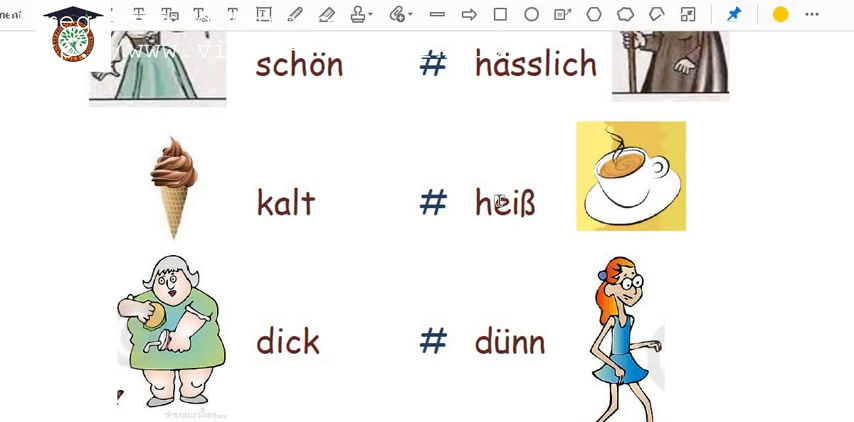 schön # hässlich
kalt # heiß
dick # dünn